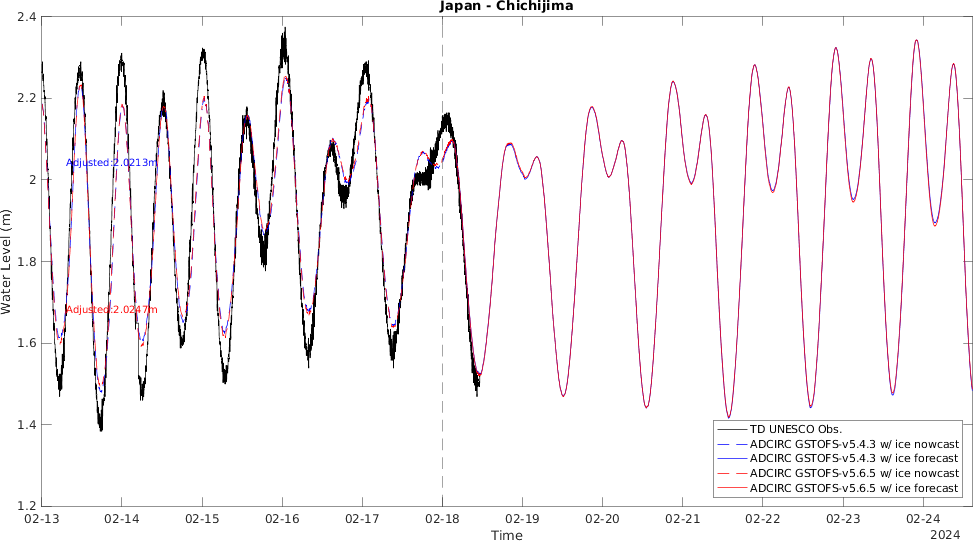 Japan - Chichijima
2.4
2.2
2
1.8
1.6
1.4
1.2
Water Level (m)
Adjusted:2.0213m
Adjusted:2.0247m
TD UNESCO Obs.
ADCIRC GSTOFS-v5.4.3 w/ ice nowcast
ADCIRC GSTOFS-v5.4.3 w/ ice forecast
ADCIRC GSTOFS-v5.6.5 w/ ice nowcast
ADCIRC GSTOFS-v5.6.5 w/ ice forecast
02-13 02-14 02-15 02-16 02-17 02-18 02-19 02-20 02-21 02-22 02-23 02-24
Time
2024